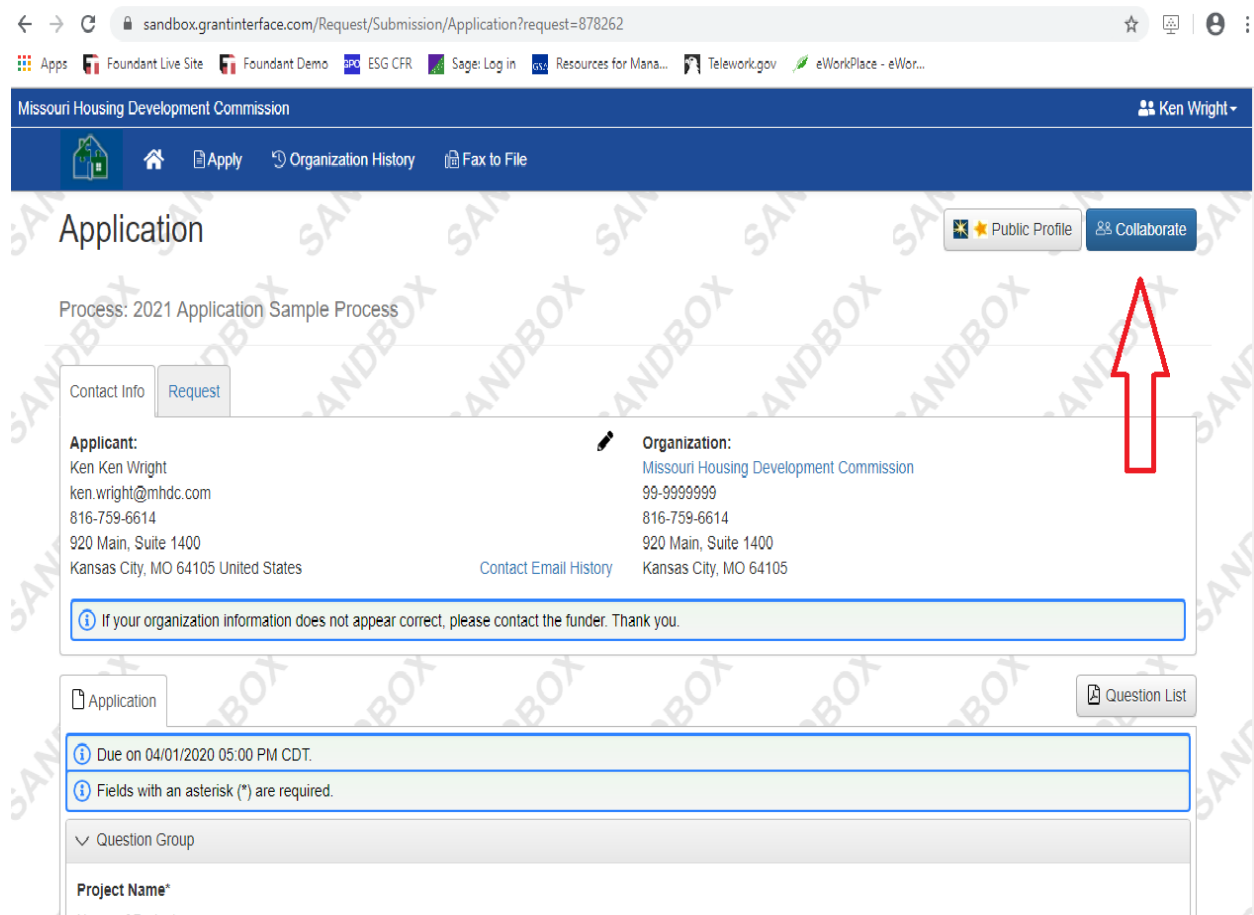 sandbox.grantinterface.com/Request/Submission/Application?request=878262
Apps Foundant Live Site Foundant Demo GPO ESG CFR Sage: Log in GSA Resources for Mana... Telework.gov eWorkPlace - eWor...
Missouri Housing Development Commission Ken Wright
Apply Organization History Fax to File
Application Public Profile Collaborate
Process: 2021 Application Sample Process
Contact Info Request
Applicant: Organization:
Ken Ken Wright Missouri Housing Development Commission
ken.wright@mhdc.com 99-9999999
816-759-6614 816-759-6614
920 Main, Suite 1400 920 Main, Suite 1400
Kansas City, MO 64105 United States Contact Email History Kansas City, MO 64105
If your organization information does not appear correct, please contact the funder. Thank you.
Application Question List
Due on 04/01/2020 05:00 PM CDT.
Fields with an asterisk (*) are required.
Question Group
Project Name*
SANDBOX